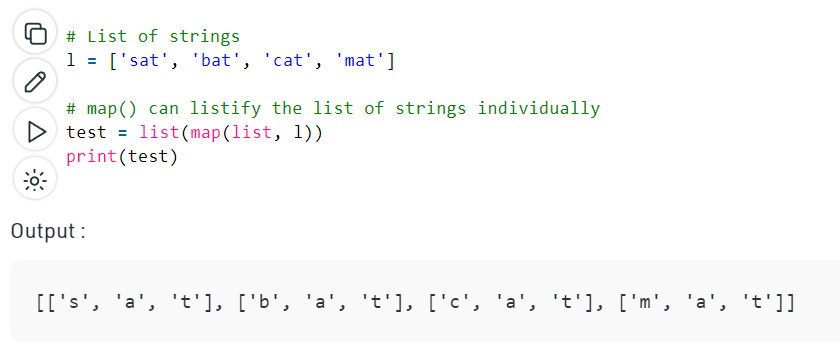 # List of strings
l = ['sat', 'bat', 'cat', 'mat']
# map() can listify the list of strings individually
test = list(map(list, l))
print(test)
Output :
[['s', 'a', 't'], ['b', 'a', 't'], ['c', 'a', 't'], ['m', 'a', 't']]